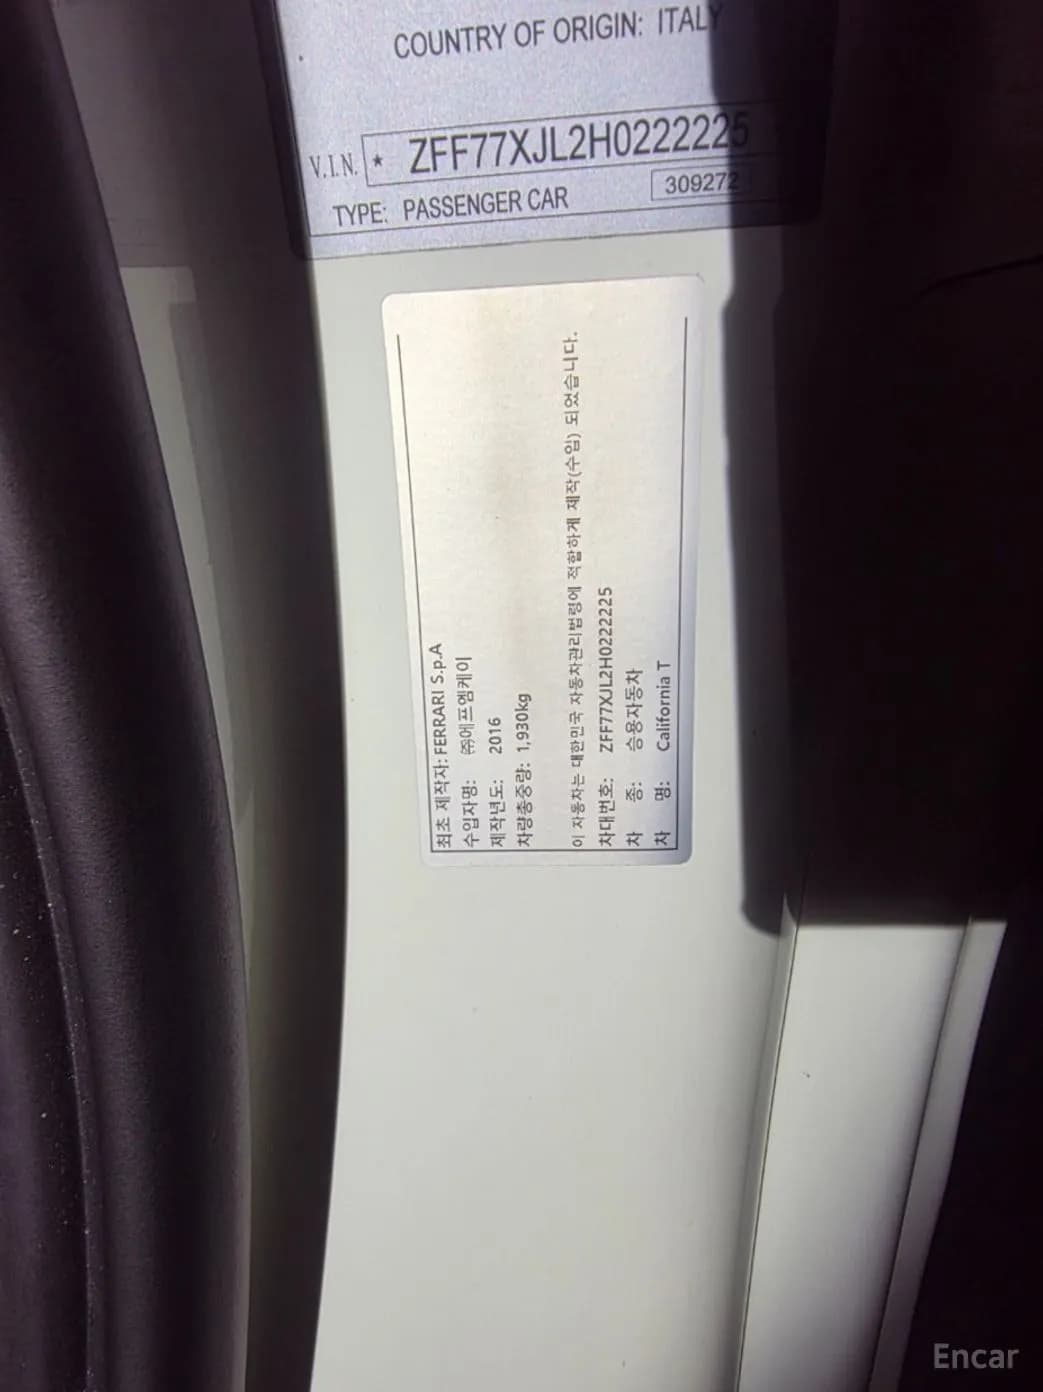 COUNTRY OF ORIGIN: ITALY
V.I.N. * ZFF77XJL2H0222225
TYPE: PASSENGER CAR 309272
최초 제작자: FERRARI S.p.A
수입자명: ㈜에프엠케이
제작년도: 2016
차량총중량: 1,930kg
이 자동차는 대한민국 자동차관리법령에 적합하게 제작(수입) 되었습니다.
차대번호: ZFF77XJL2H0222225
차 종: 승용자동차
차 명: California T
Encar